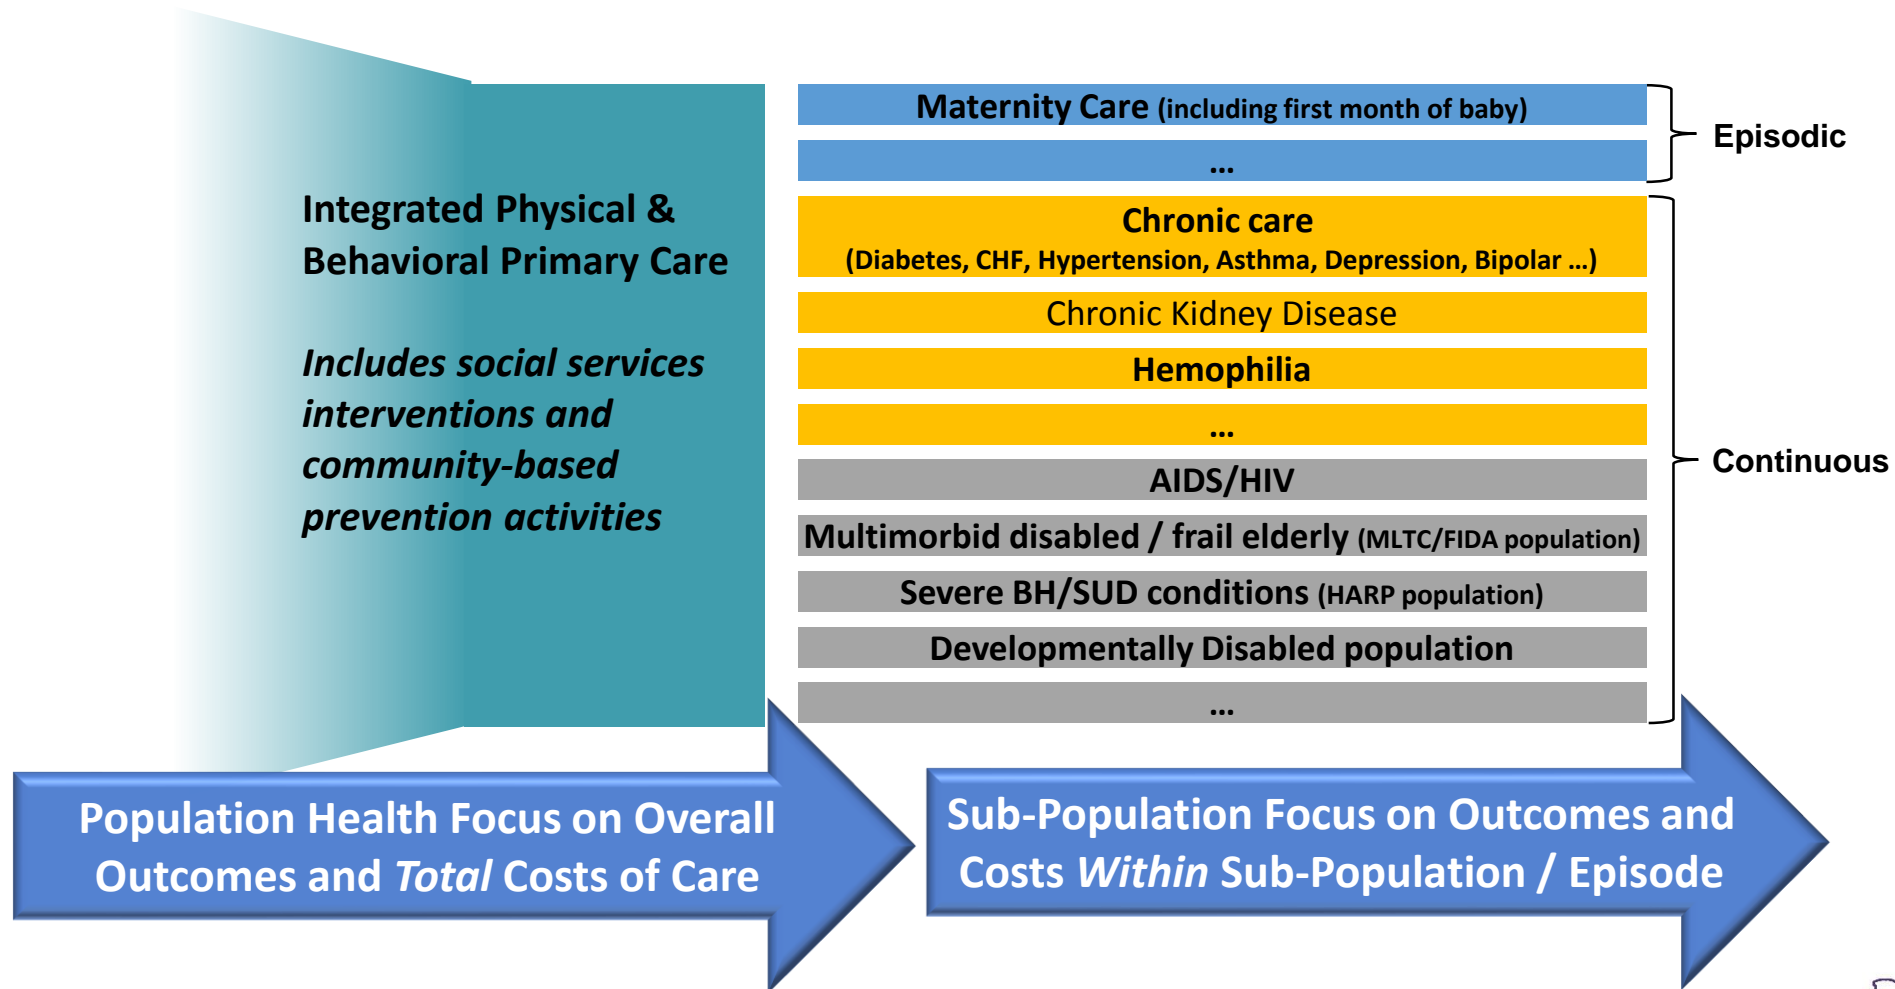 Integrated Physical &
Behavioral Primary Care
Includes social services
interventions and
community-based
prevention activities
Maternity Care (including first month of baby)
...
Episodic
Chronic care
(Diabetes, CHF, Hypertension, Asthma, Depression, Bipolar ...)
Chronic Kidney Disease
Hemophilia
...
AIDS/HIV
Multimorbid disabled / frail elderly (MLTC/FIDA population)
Severe BH/SUD conditions (HARP population)
Developmentally Disabled population
...
Continuous
Population Health Focus on Overall
Outcomes and Total Costs of Care
Sub-Population Focus on Outcomes and
Costs Within Sub-Population / Episode